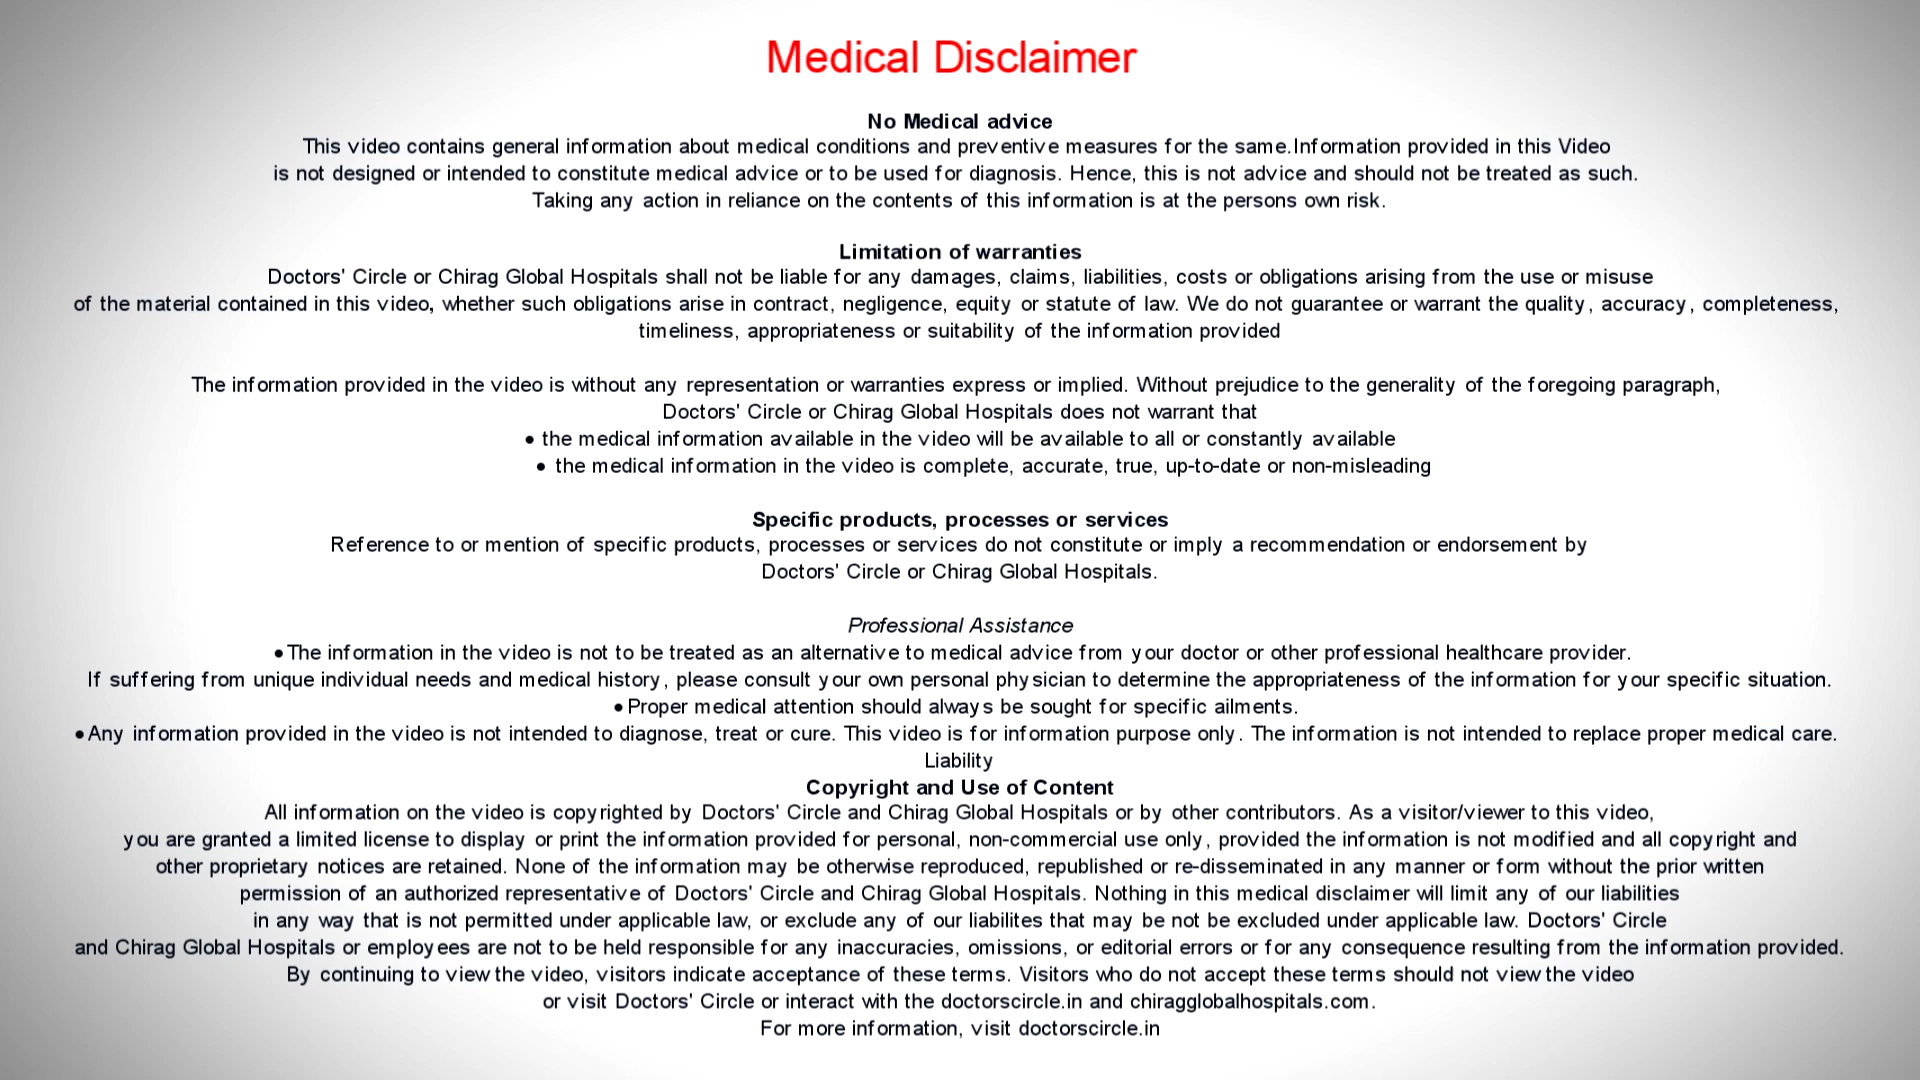 Medical Disclaimer
No Medical advice
This video contains general information about medical conditions and preventive measures for the same.Information provided in this Video
is not designed or intended to constitute medical advice or to be used for diagnosis. Hence, this is not advice and should not be treated as such.
Taking any action in reliance on the contents of this information is at the persons own risk.
Limitation of warranties
Doctors' Circle or Chirag Global Hospitals shall not be liable for any damages, claims, liabilities, costs or obligations arising from the use or misuse
of the material contained in this video, whether such obligations arise in contract, negligence, equity or statute of law. We do not guarantee or warrant the quality, accuracy, completeness,
timeliness, appropriateness or suitability of the information provided
The information provided in the video is without any representation or warranties express or implied. Without prejudice to the generality of the foregoing paragraph,
Doctors' Circle or Chirag Global Hospitals does not warrant that
• the medical information available in the video will be available to all or constantly available
• the medical information in the video is complete, accurate, true, up-to-date or non-misleading
Specific products, processes or services
Reference to or mention of specific products, processes or services do not constitute or imply a recommendation or endorsement by
Doctors' Circle or Chirag Global Hospitals.
Professional Assistance
•The information in the video is not to be treated as an alternative to medical advice from your doctor or other professional healthcare provider.
If suffering from unique individual needs and medical history, please consult your own personal physician to determine the appropriateness of the information for your specific situation.
•Proper medical attention should always be sought for specific ailments.
•Any information provided in the video is not intended to diagnose, treat or cure. This video is for information purpose only. The information is not intended to replace proper medical care.
Liability
Copyright and Use of Content
All information on the video is copyrighted by Doctors' Circle and Chirag Global Hospitals or by other contributors. As a visitor/viewer to this video,
you are granted a limited license to display or print the information provided for personal, non-commercial use only, provided the information is not modified and all copyright and
other proprietary notices are retained. None of the information may be otherwise reproduced, republished or re-disseminated in any manner or form without the prior written
permission of an authorized representative of Doctors' Circle and Chirag Global Hospitals. Nothing in this medical disclaimer will limit any of our liabilities
in any way that is not permitted under applicable law, or exclude any of our liabilites that may be not be excluded under applicable law. Doctors' Circle
and Chirag Global Hospitals or employees are not to be held responsible for any inaccuracies, omissions, or editorial errors or for any consequence resulting from the information provided.
By continuing to view the video, visitors indicate acceptance of these terms. Visitors who do not accept these terms should not view the video
or visit Doctors' Circle or interact with the doctorscircle.in and chiragglobalhospitals.com.
For more information, visit doctorscircle.in